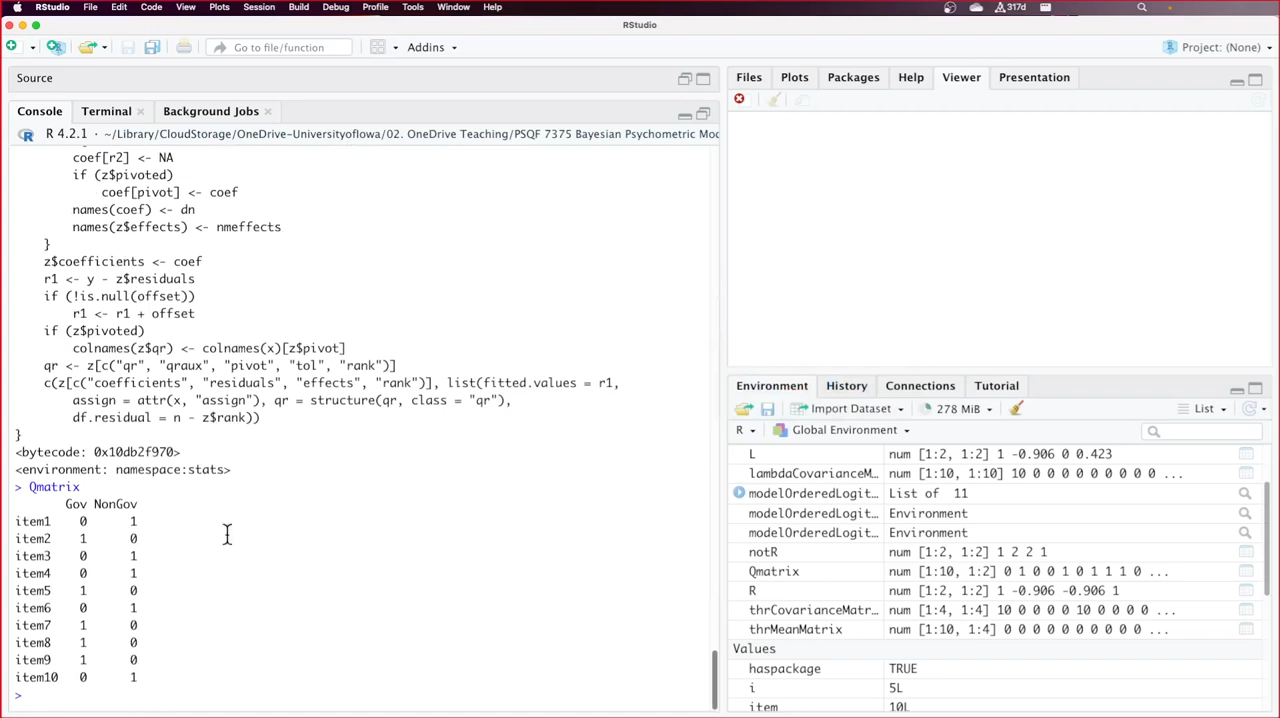 RStudio File Edit Code View Plots Session Build Debug Profile Tools Window Help 317d
RStudio
Go to file/function Addins Project: (None)
Source
Console Terminal Background Jobs
R 4.2.1 · ~/Library/CloudStorage/OneDrive-UniversityofIowa/02. OneDrive Teaching/PSQF 7375 Bayesian Psychometric Moc
coef[r2] <- NA
if (z$pivoted)
coef[pivot] <- coef
names(coef) <- dn
names(z$effects) <- nmeffects
}
z$coefficients <- coef
r1 <- y - z$residuals
if (!is.null(offset))
r1 <- r1 + offset
if (z$pivoted)
colnames(z$qr) <- colnames(x)[z$pivot]
qr <- z[c("qr", "qraux", "pivot", "tol", "rank")]
c(z[c("coefficients", "residuals", "effects", "rank")], list(fitted.values = r1,
assign = attr(x, "assign"), qr = structure(qr, class = "qr"),
df.residual = n - z$rank))
}
<bytecode: 0x10db2f970>
<environment: namespace:stats>
> Qmatrix
Gov NonGov
item1 0 1
item2 1 0
item3 0 1
item4 0 1
item5 1 0
item6 0 1
item7 1 0
item8 1 0
item9 1 0
item10 0 1
>
Files Plots Packages Help Viewer Presentation
Environment History Connections Tutorial
Import Dataset 278 MiB List
R Global Environment
L num [1:2, 1:2] 1 -0.906 0 0.423
lambdaCovarianceM... num [1:10, 1:10] 10 0 0 0 0 0 0 0 0 0 ...
modelOrderedLogit... List of 11
modelOrderedLogit... Environment
modelOrderedLogit... Environment
notR num [1:2, 1:2] 1 2 2 1
Qmatrix num [1:10, 1:2] 0 1 0 0 1 0 1 1 1 0 ...
R num [1:2, 1:2] 1 -0.906 -0.906 1
thrCovarianceMatr... num [1:4, 1:4] 10 0 0 0 0 10 0 0 0 0 ...
thrMeanMatrix num [1:10, 1:4] 0 0 0 0 0 0 0 0 0 0 ...
Values
haspackage TRUE
i 5L
item 10L